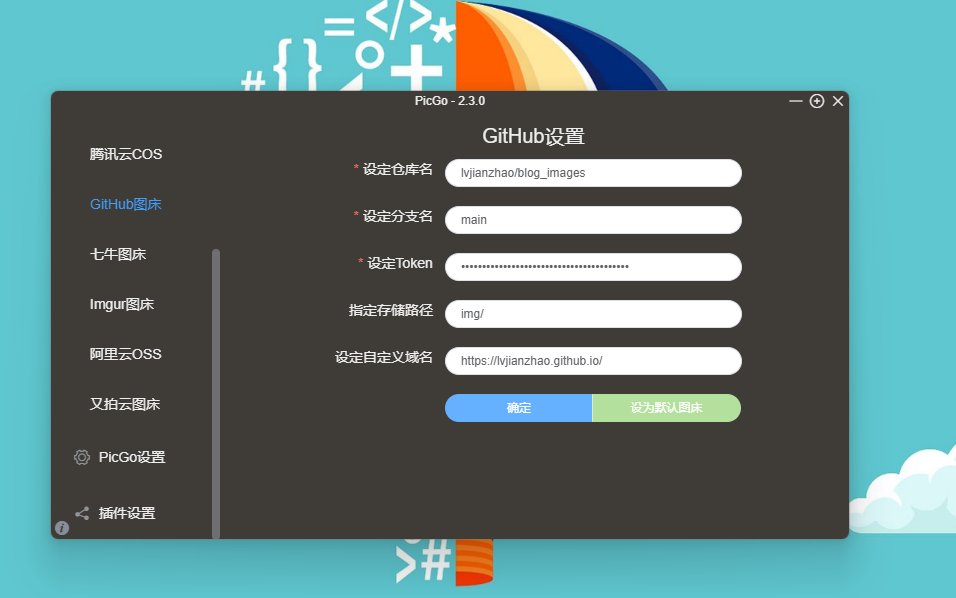 = </> *
# { } +
PicGo - 2.3.0
腾讯云COS
GitHub图床
七牛图床
Imgur图床
阿里云OSS
又拍云图床
PicGo设置
插件设置
GitHub设置
* 设定仓库名
lvjianzhao/blog_images
* 设定分支名
main
* 设定Token
••••••••••••••••••••••••••••••••••••••••
指定存储路径
img/
设定自定义域名
https://lvjianzhao.github.io/
确定
设为默认图床
>#